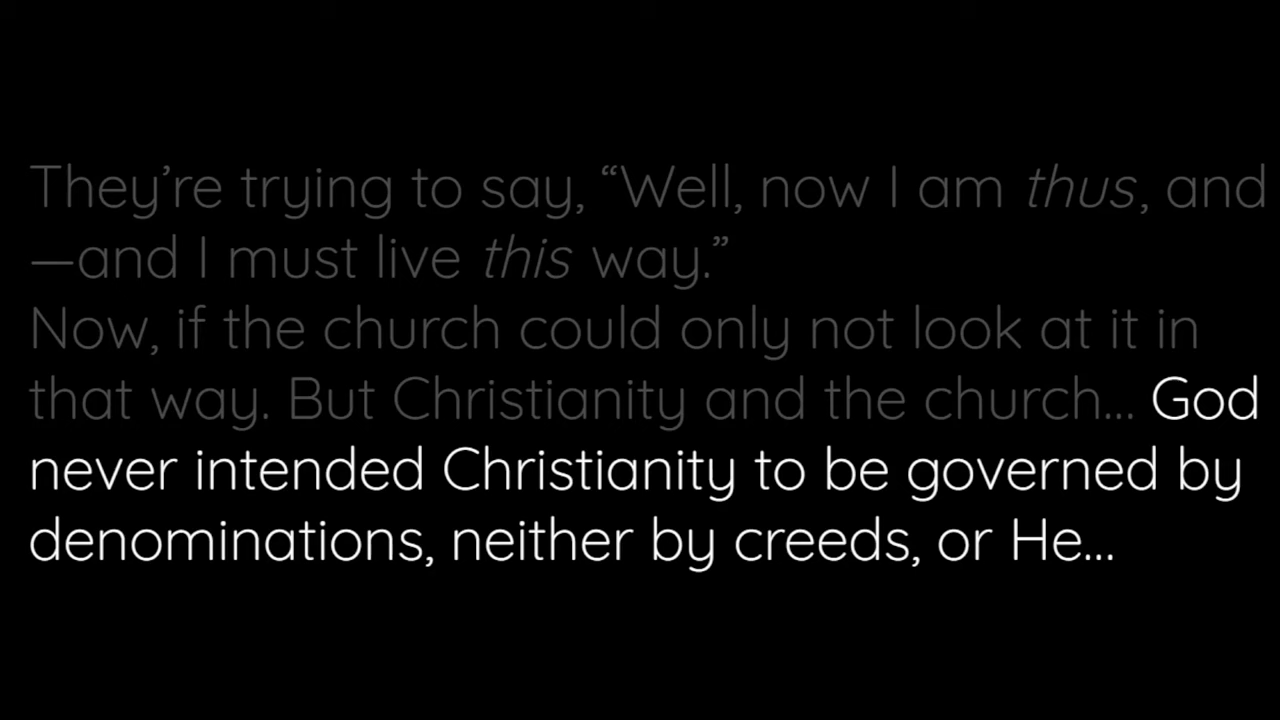 They’re trying to say, “Well, now I am thus, and
—and I must live this way.”
Now, if the church could only not look at it in
that way. But Christianity and the church... God
never intended Christianity to be governed by
denominations, neither by creeds, or He...